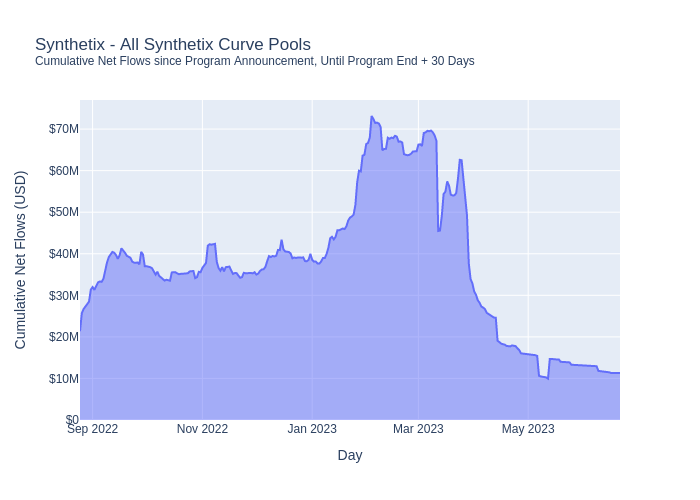 Synthetix - All Synthetix Curve Pools
Cumulative Net Flows since Program Announcement, Until Program End + 30 Days
Cumulative Net Flows (USD)
$70M
$60M
$50M
$40M
$30M
$20M
$10M
$0
Sep 2022
Nov 2022
Jan 2023
Mar 2023
May 2023
Day